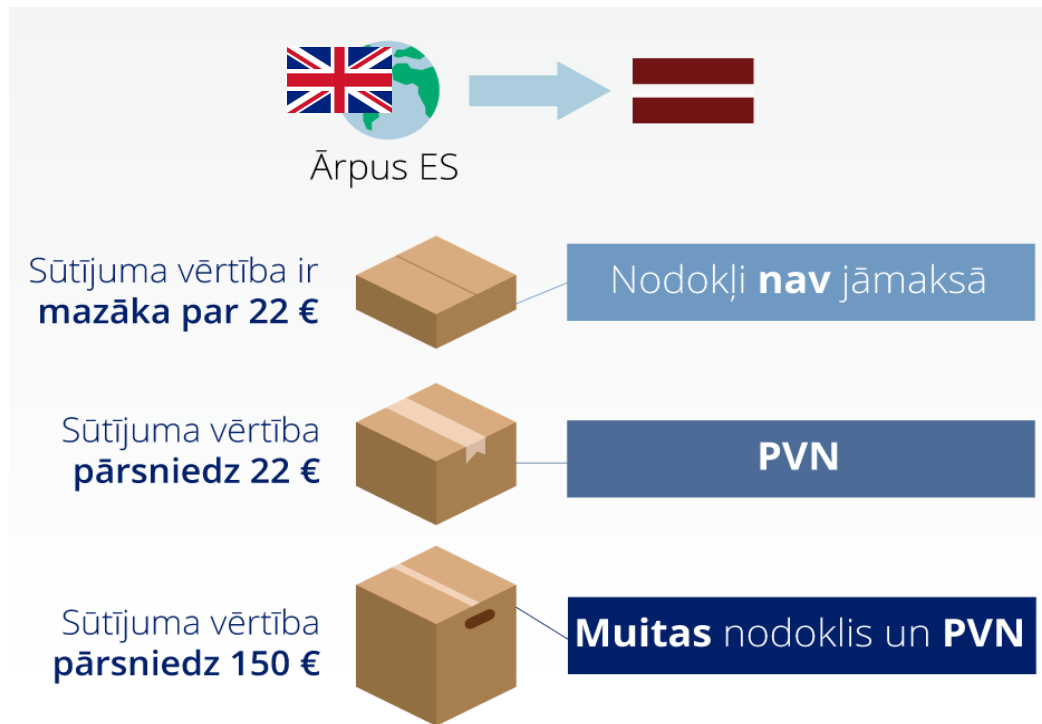 Ārpus ES
Sūtījuma vērtība ir
mazāka par 22 €
Nodokļi nav jāmaksā
Sūtījuma vērtība
pārsniedz 22 €
PVN
Sūtījuma vērtība
pārsniedz 150 €
Muitas nodoklis un PVN